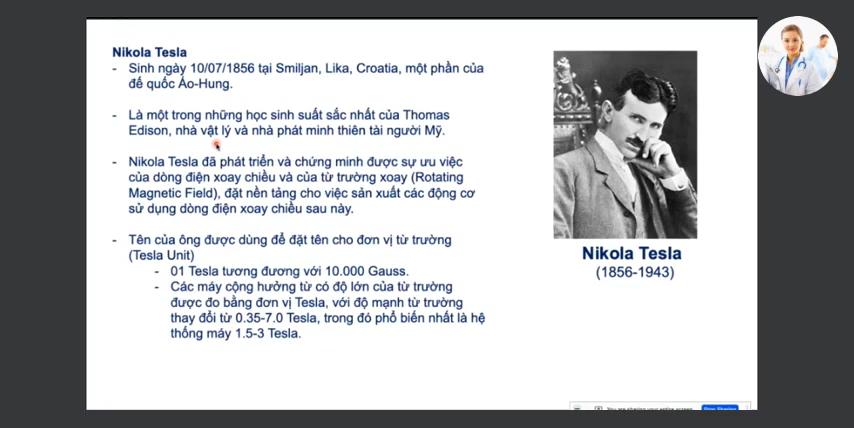 Nikola Tesla
- Sinh ngày 10/07/1856 tại Smiljan, Lika, Croatia, một phần của
đế quốc Áo-Hung.
- Là một trong những học sinh suất sắc nhất của Thomas
Edison, nhà vật lý và nhà phát minh thiên tài người Mỹ.
- Nikola Tesla đã phát triển và chứng minh được sự ưu việc
của dòng điện xoay chiều và của từ trường xoay (Rotating
Magnetic Field), đặt nền tảng cho việc sản xuất các động cơ
sử dụng dòng điện xoay chiều sau này.
- Tên của ông được dùng để đặt tên cho đơn vị từ trường
(Tesla Unit)
- 01 Tesla tương đương với 10.000 Gauss.
- Các máy cộng hưởng từ có độ lớn của từ trường
được đo bằng đơn vị Tesla, với độ mạnh từ trường
thay đổi từ 0.35-7.0 Tesla, trong đó phổ biến nhất là hệ
thống máy 1.5-3 Tesla.
Nikola Tesla
(1856-1943)
You are sharing your entire screen
Stop Sharing